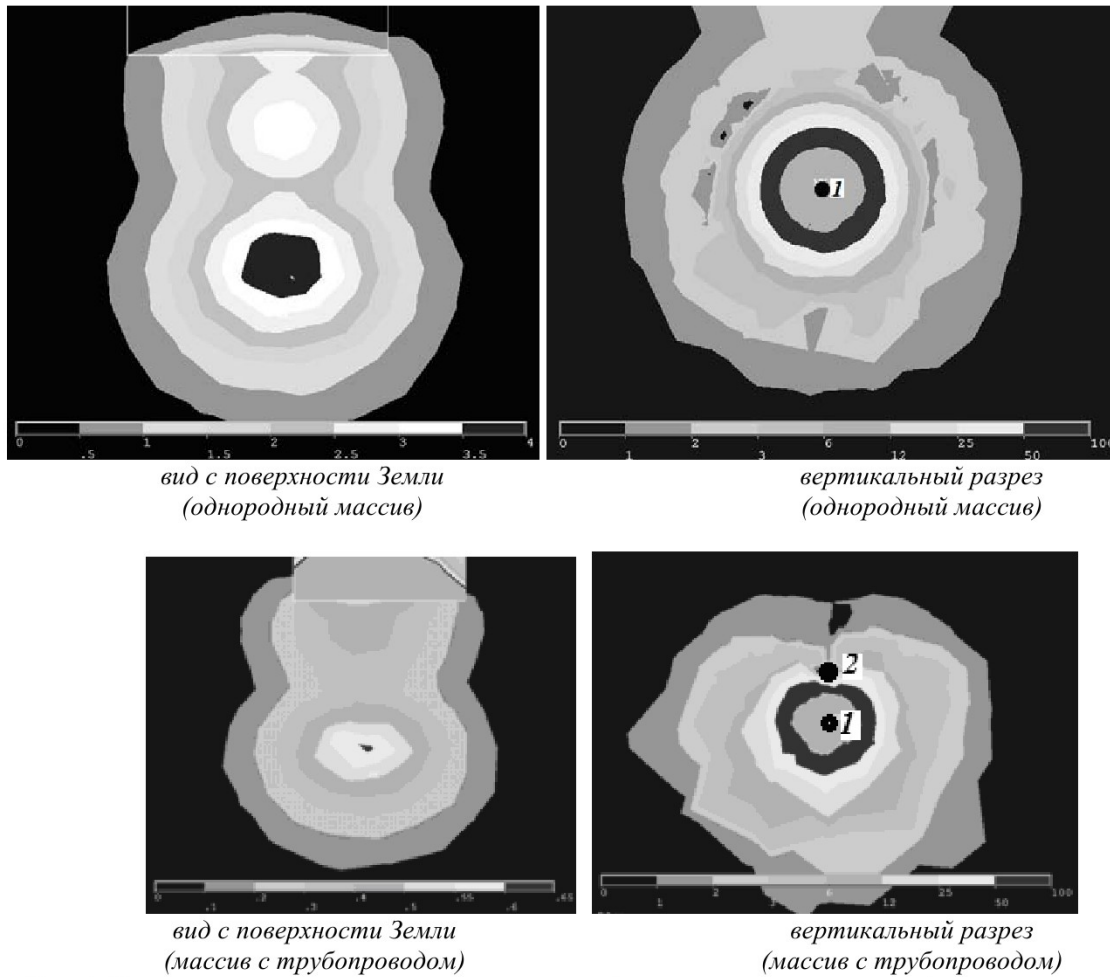 1
0 1 2 3 4
.5 1.5 2.5 3.5
0 2 6 25 100
1 3 12 50
вид с поверхности Земли
(однородный массив)
вертикальный разрез
(однородный массив)
2
1
0 .2 .4 .55 .65
.1 .3 .5 .6
0 2 6 25 100
1 3 12 50
вид с поверхности Земли
(массив с трубопроводом)
вертикальный разрез
(массив с трубопроводом)